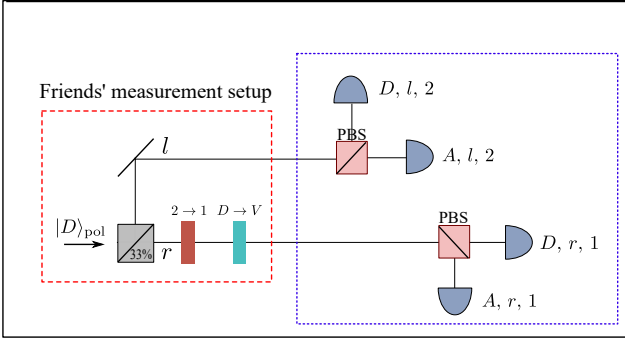 Friends' measurement setup
D, l, 2
PBS
l
A, l, 2
2 → 1
D → V
PBS
|D⟩pol
33%
r
D, r, 1
A, r, 1